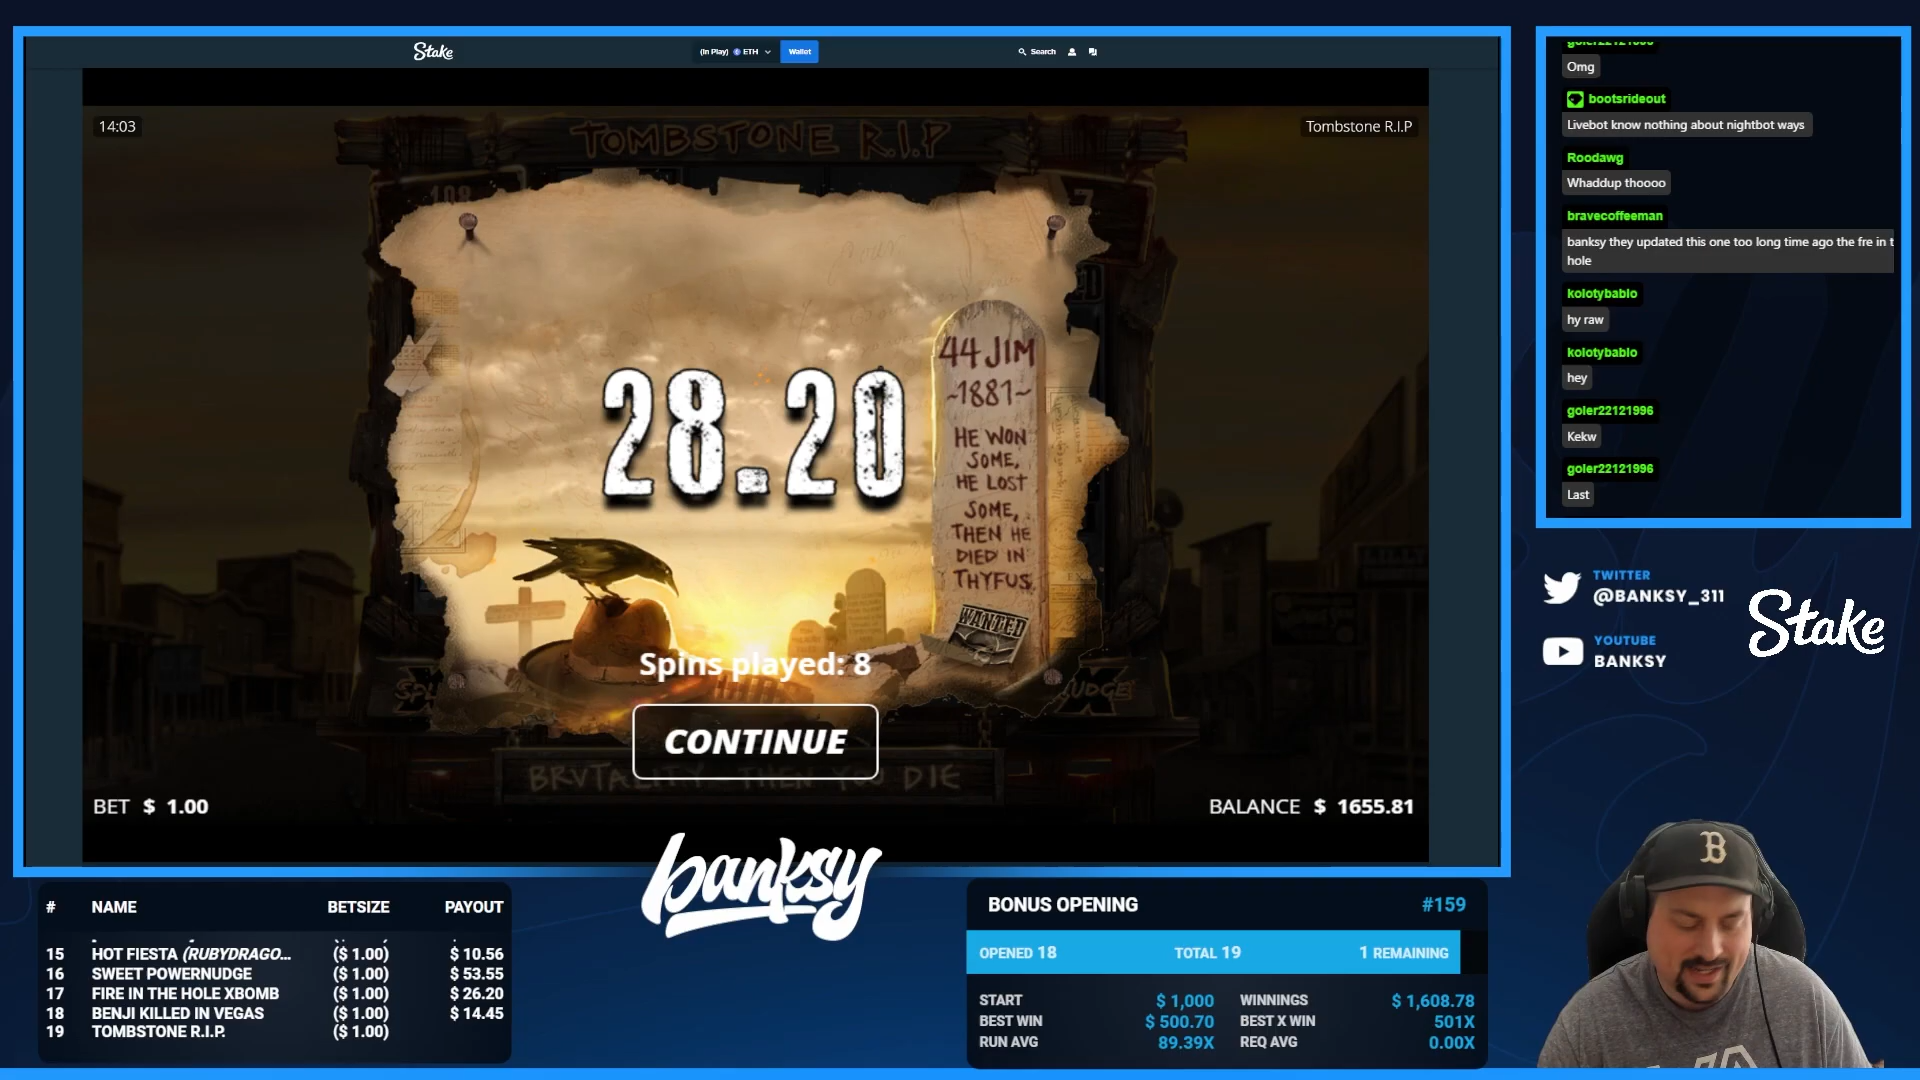 Stake
(In Play) ETH
Wallet
Search
14:03
Tombstone R.I.P
TOMBSTONE R.I.P
28.20
44 JIM
~1881~
HE WON
SOME,
HE LOST
SOME,
THEN HE
DIED IN
THYFUS.
WANTED
Spins played: 8
CONTINUE
BRVTALITY THEN YOU DIE
BET $ 1.00
BALANCE $ 1655.81
Omg
bootsrideout
Livebot know nothing about nightbot ways
Roodawg
Whaddup thoooo
bravecoffeeman
banksy they updated this one too long time ago the fre in t
hole
kolotybablo
hy raw
kolotybablo
hey
goler22121996
Kekw
goler22121996
Last
TWITTER
@BANKSY_311
YOUTUBE
BANKSY
Stake
banksy
# NAME BETSIZE PAYOUT
15 HOT FIESTA (RUBYDRAGO... ($ 1.00) $ 10.56
16 SWEET POWERNUDGE ($ 1.00) $ 53.55
17 FIRE IN THE HOLE XBOMB ($ 1.00) $ 26.20
18 BENJI KILLED IN VEGAS ($ 1.00) $ 14.45
19 TOMBSTONE R.I.P. ($ 1.00)
BONUS OPENING #159
OPENED 18 TOTAL 19 1 REMAINING
START $ 1,000 WINNINGS $ 1,608.78
BEST WIN $ 500.70 BEST X WIN 501X
RUN AVG 89.39X REQ AVG 0.00X
B